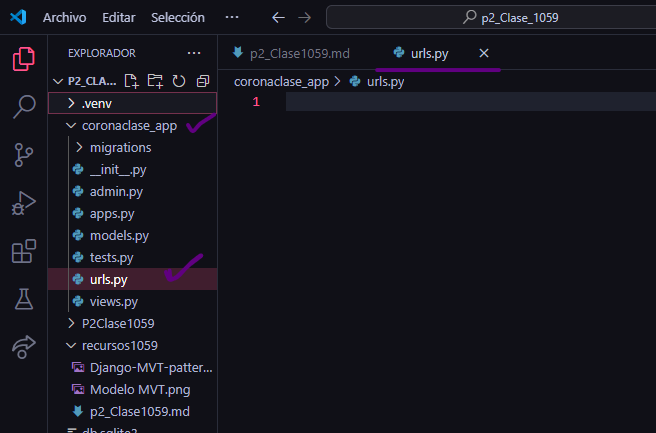 Archivo Editar Selección ... p2_Clase_1059
EXPLORADOR ... p2_Clase1059.md urls.py
P2_CLA...
.venv
coronaclase_app
migrations
__init__.py
admin.py
apps.py
models.py
tests.py
urls.py
views.py
P2Clase1059
recursos1059
Django-MVT-patter...
Modelo MVT.png
p2_Clase1059.md
db.sqlite3
coronaclase_app > urls.py
1